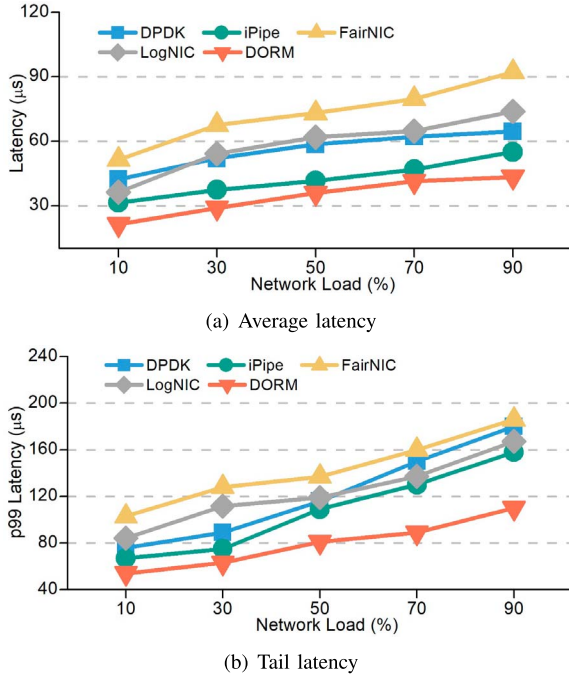 120
90
60
30
Latency (μs)
DPDK iPipe FairNIC
LogNIC DORM
10 30 50 70 90
Network Load (%)
(a) Average latency
240
200
160
120
80
40
p99 Latency (μs)
DPDK iPipe FairNIC
LogNIC DORM
10 30 50 70 90
Network Load (%)
(b) Tail latency